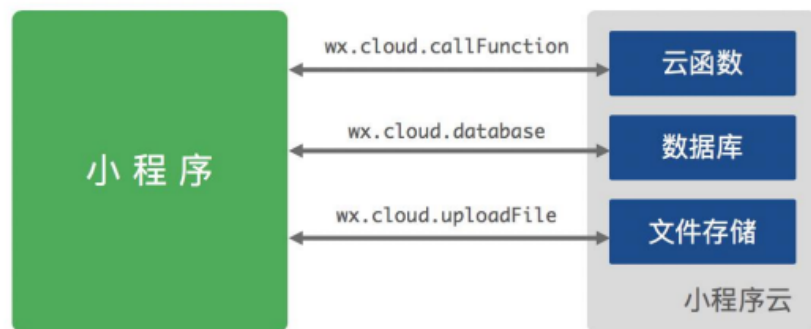 小程序
wx.cloud.callFunction
云函数
wx.cloud.database
数据库
wx.cloud.uploadFile
文件存储
小程序云